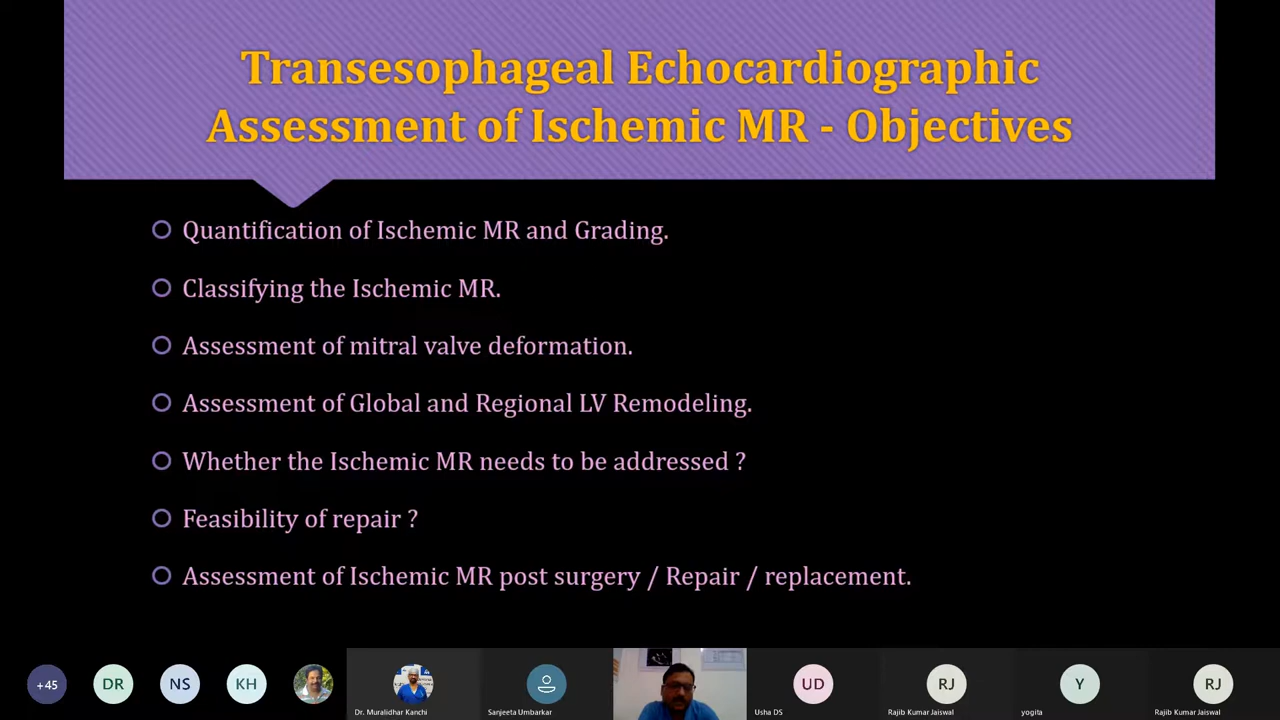 Transesophageal Echocardiographic
Assessment of Ischemic MR - Objectives
Quantification of Ischemic MR and Grading.
Classifying the Ischemic MR.
Assessment of mitral valve deformation.
Assessment of Global and Regional LV Remodeling.
Whether the Ischemic MR needs to be addressed ?
Feasibility of repair ?
Assessment of Ischemic MR post surgery / Repair / replacement.
+45
DR
NS
KH
UD
RJ
Y
RJ
Dr. Muralidhar Kanchi
Sanjeeta Umbarkar
Usha DS
Rajib Kumar Jaiswal
yogita
Rajib Kumar Jaiswal